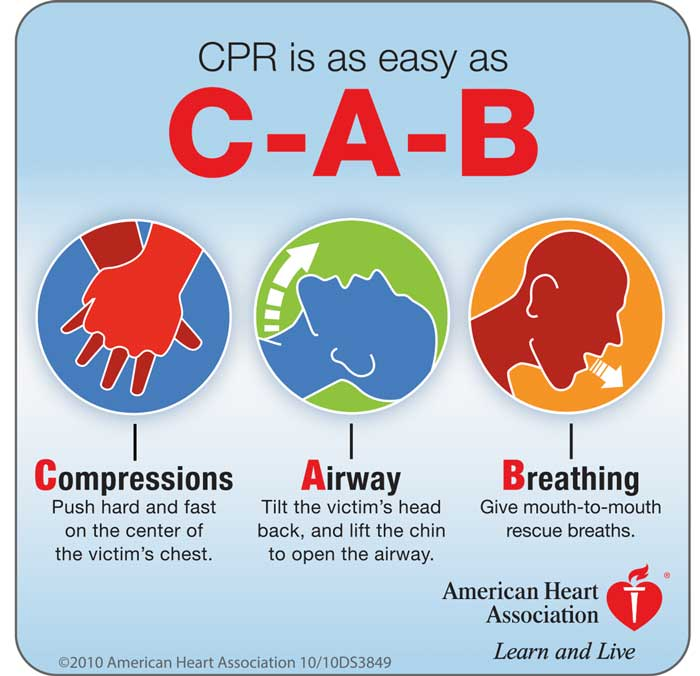 CPR is as easy as
C-A-B
Compressions
Push hard and fast
on the center of
the victim's chest.
Airway
Tilt the victim's head
back, and lift the chin
to open the airway.
Breathing
Give mouth-to-mouth
rescue breaths.
American Heart
Association
®
Learn and Live
©2010 American Heart Association 10/10DS3849